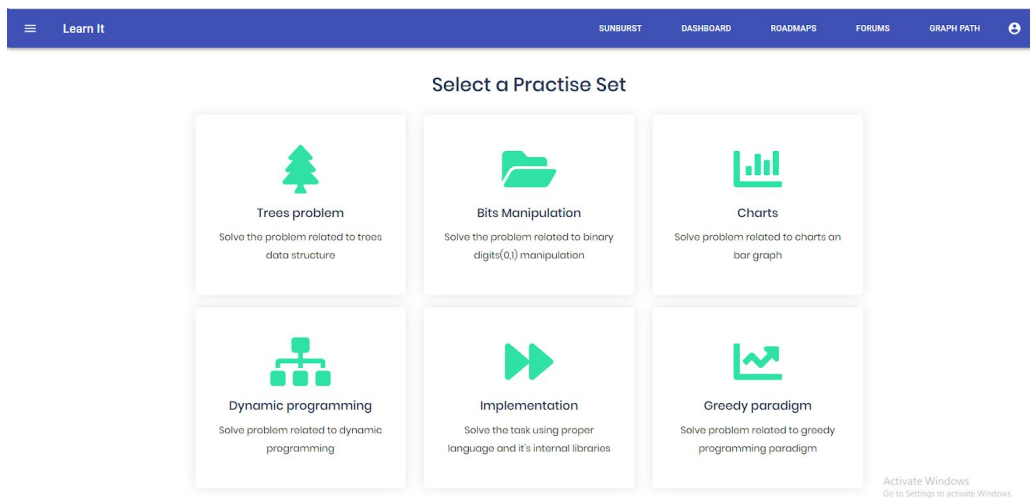 Learn It
SUNBURST DASHBOARD ROADMAPS FORUMS GRAPH PATH
Select a Practise Set
Trees problem
Solve the problem related to trees
data structure
Bits Manipulation
Solve the problem related to binary
digits(0,1) manipulation
Charts
Solve problem related to charts an
bar graph
Dynamic programming
Solve problem related to dynamic
programming
Implementation
Solve the task using proper
language and it's internal libraries
Greedy paradigm
Solve problem related to greedy
programming paradigm
Activate Windows
Go to Settings to activate Windows.